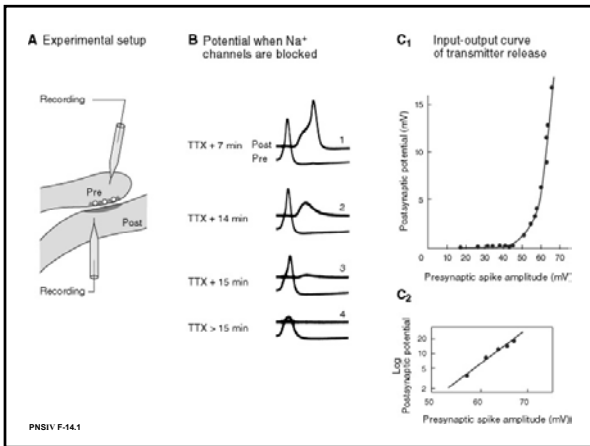 A Experimental setup
Recording
Pre
Post
Recording
B Potential when Na+
channels are blocked
TTX + 7 min
Post
Pre
1
TTX + 14 min
2
TTX + 15 min
3
TTX > 15 min
4
C1 Input-output curve
of transmitter release
Postsynaptic potential (mV)
15
10
5
0 10 20 30 40 50 60 70
Presynaptic spike amplitude (mV)
C2
Log
Postsynaptic potential
20
10
5
2
50 60 70
Presynaptic spike amplitude (mV)
PNSIV F-14.1